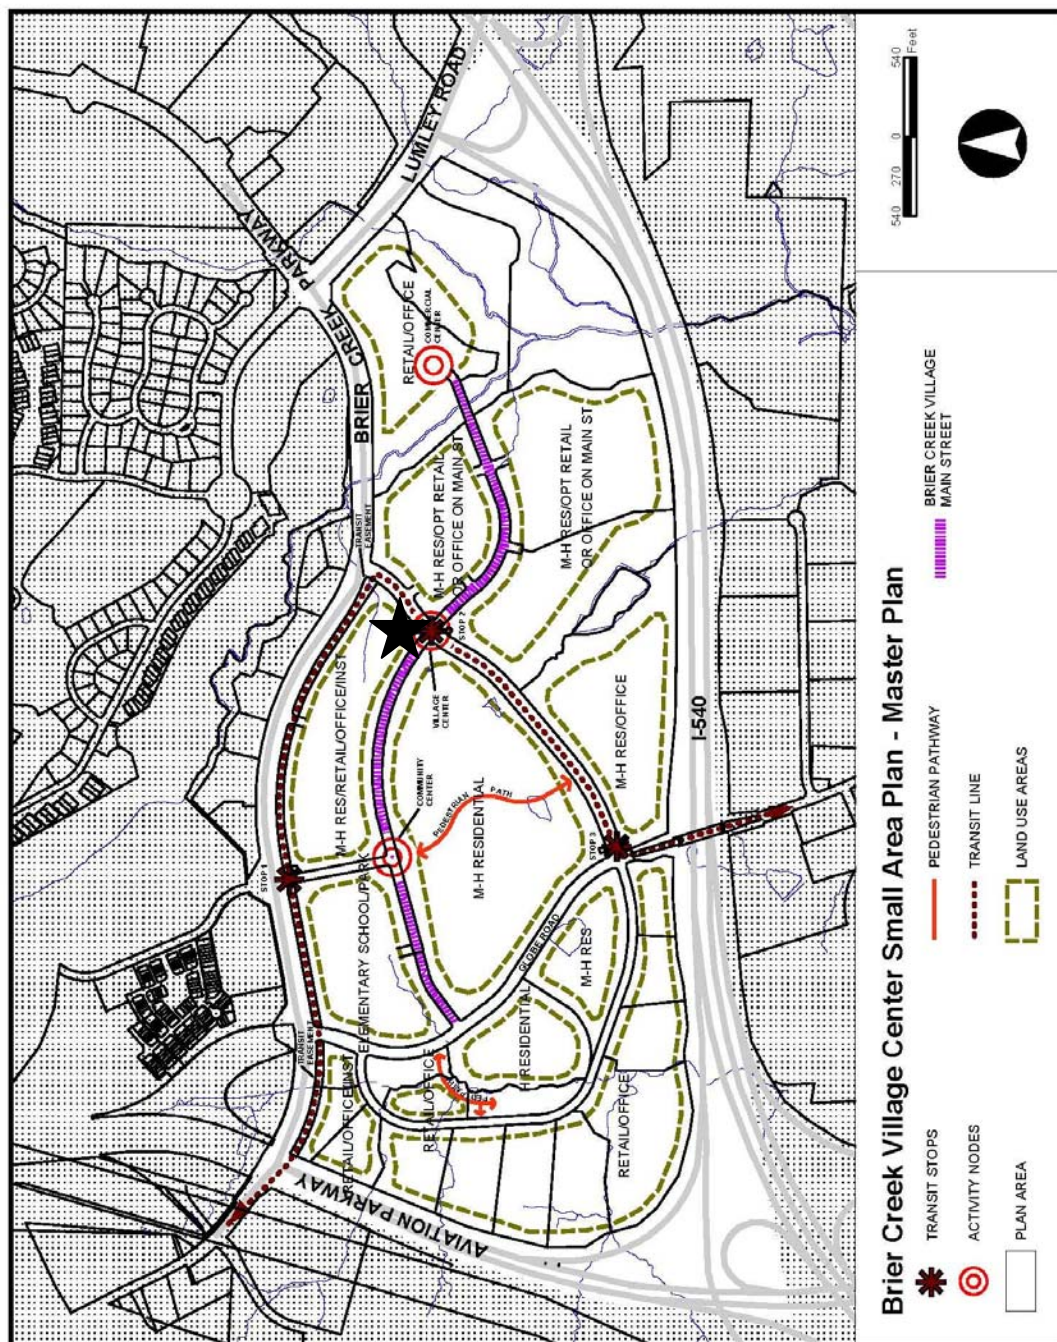 LUMLEY ROAD
BRIER CREEK PARKWAY
RETAIL/OFFICE
COMMERCIAL
CENTER
TRANSIT
EASEMENT
M-H RES/OPT RETAIL
OR OFFICE ON MAIN ST
M-H RES/OPT RETAIL
OR OFFICE ON MAIN ST
STOP 2
VILLAGE
CENTER
M-H RES/RETAIL/OFFICE/INST
M-H RES/OFFICE
I-540
COMMUNITY
CENTER
PEDESTRIAN PATH
M-H RESIDENTIAL
STOP 1
STOP 3
ELEMENTARY SCHOOL/PARK
GLOBE ROAD
M-H RES
H RESIDENTIAL
TRANSIT
EASEMENT
RETAIL/OFFICE/INST
RETAIL/OFFICE
RETAIL/OFFICE
AVIATION PARKWAY
Brier Creek Village Center Small Area Plan - Master Plan
TRANSIT STOPS
ACTIVITY NODES
PLAN AREA
PEDESTRIAN PATHWAY
TRANSIT LINE
LAND USE AREAS
BRIER CREEK VILLAGE
MAIN STREET
540 270 0 540
Feet